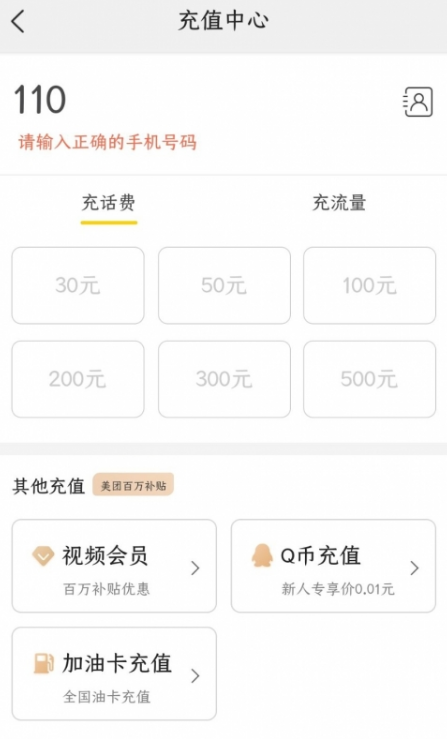 充值中心
110
请输入正确的手机号码
充话费 充流量
30元 50元 100元
200元 300元 500元
其他充值 美团百万补贴
视频会员 Q币充值
百万补贴优惠 新人专享价0.01元
加油卡充值
全国油卡充值